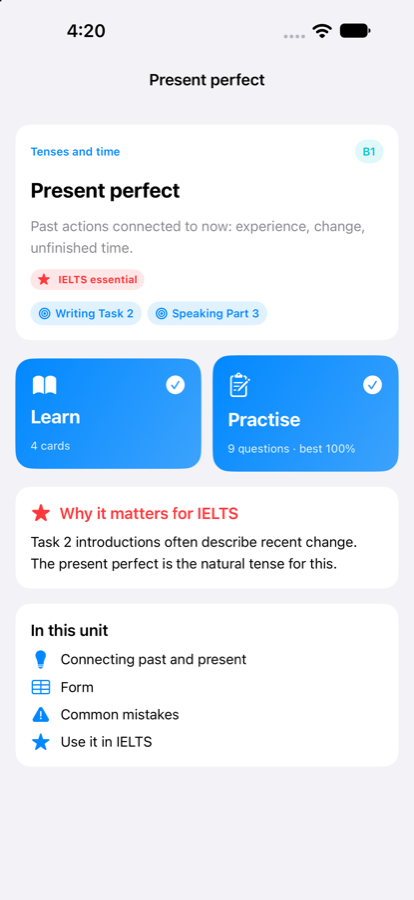 4:20
Present perfect
Tenses and time
B1
Present perfect
Past actions connected to now: experience, change,
unfinished time.
IELTS essential
Writing Task 2
Speaking Part 3
Learn
4 cards
Practise
9 questions · best 100%
Why it matters for IELTS
Task 2 introductions often describe recent change.
The present perfect is the natural tense for this.
In this unit
Connecting past and present
Form
Common mistakes
Use it in IELTS